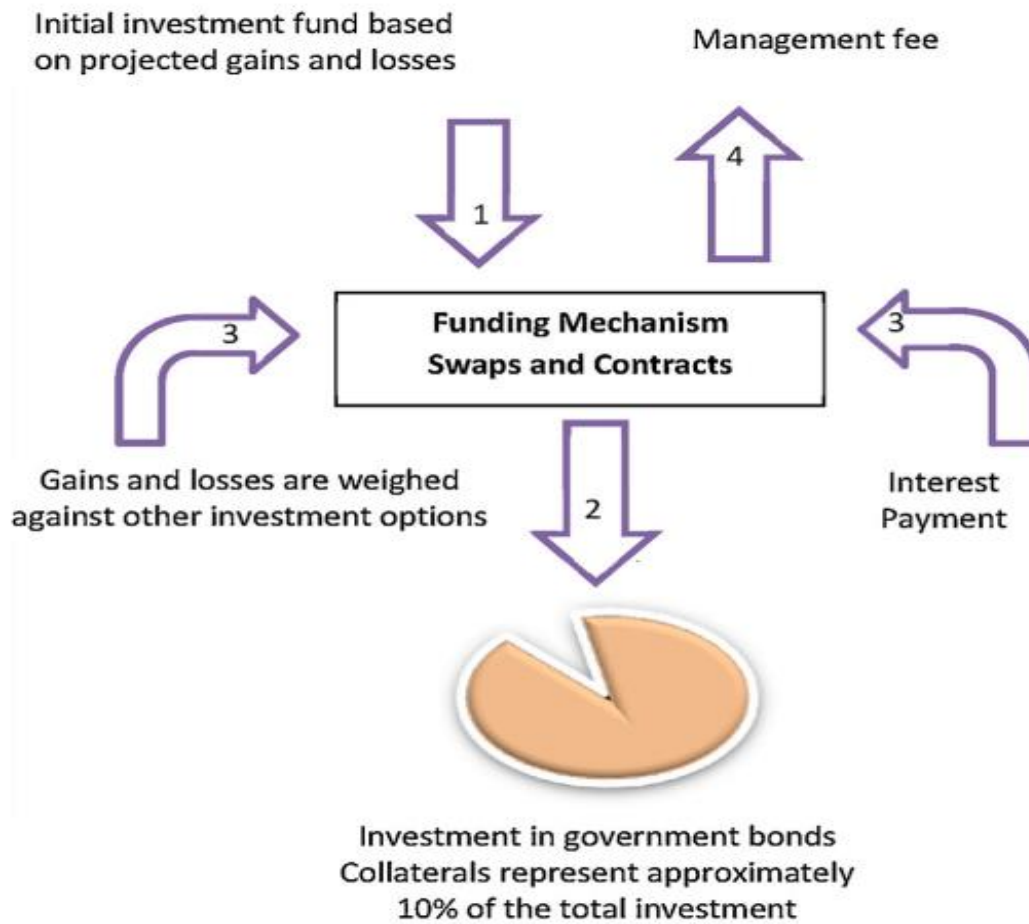 Initial investment fund based
on projected gains and losses
Management fee
1
4
Funding Mechanism
Swaps and Contracts
3
3
Gains and losses are weighed
against other investment options
Interest
Payment
2
Investment in government bonds
Collaterals represent approximately
10% of the total investment